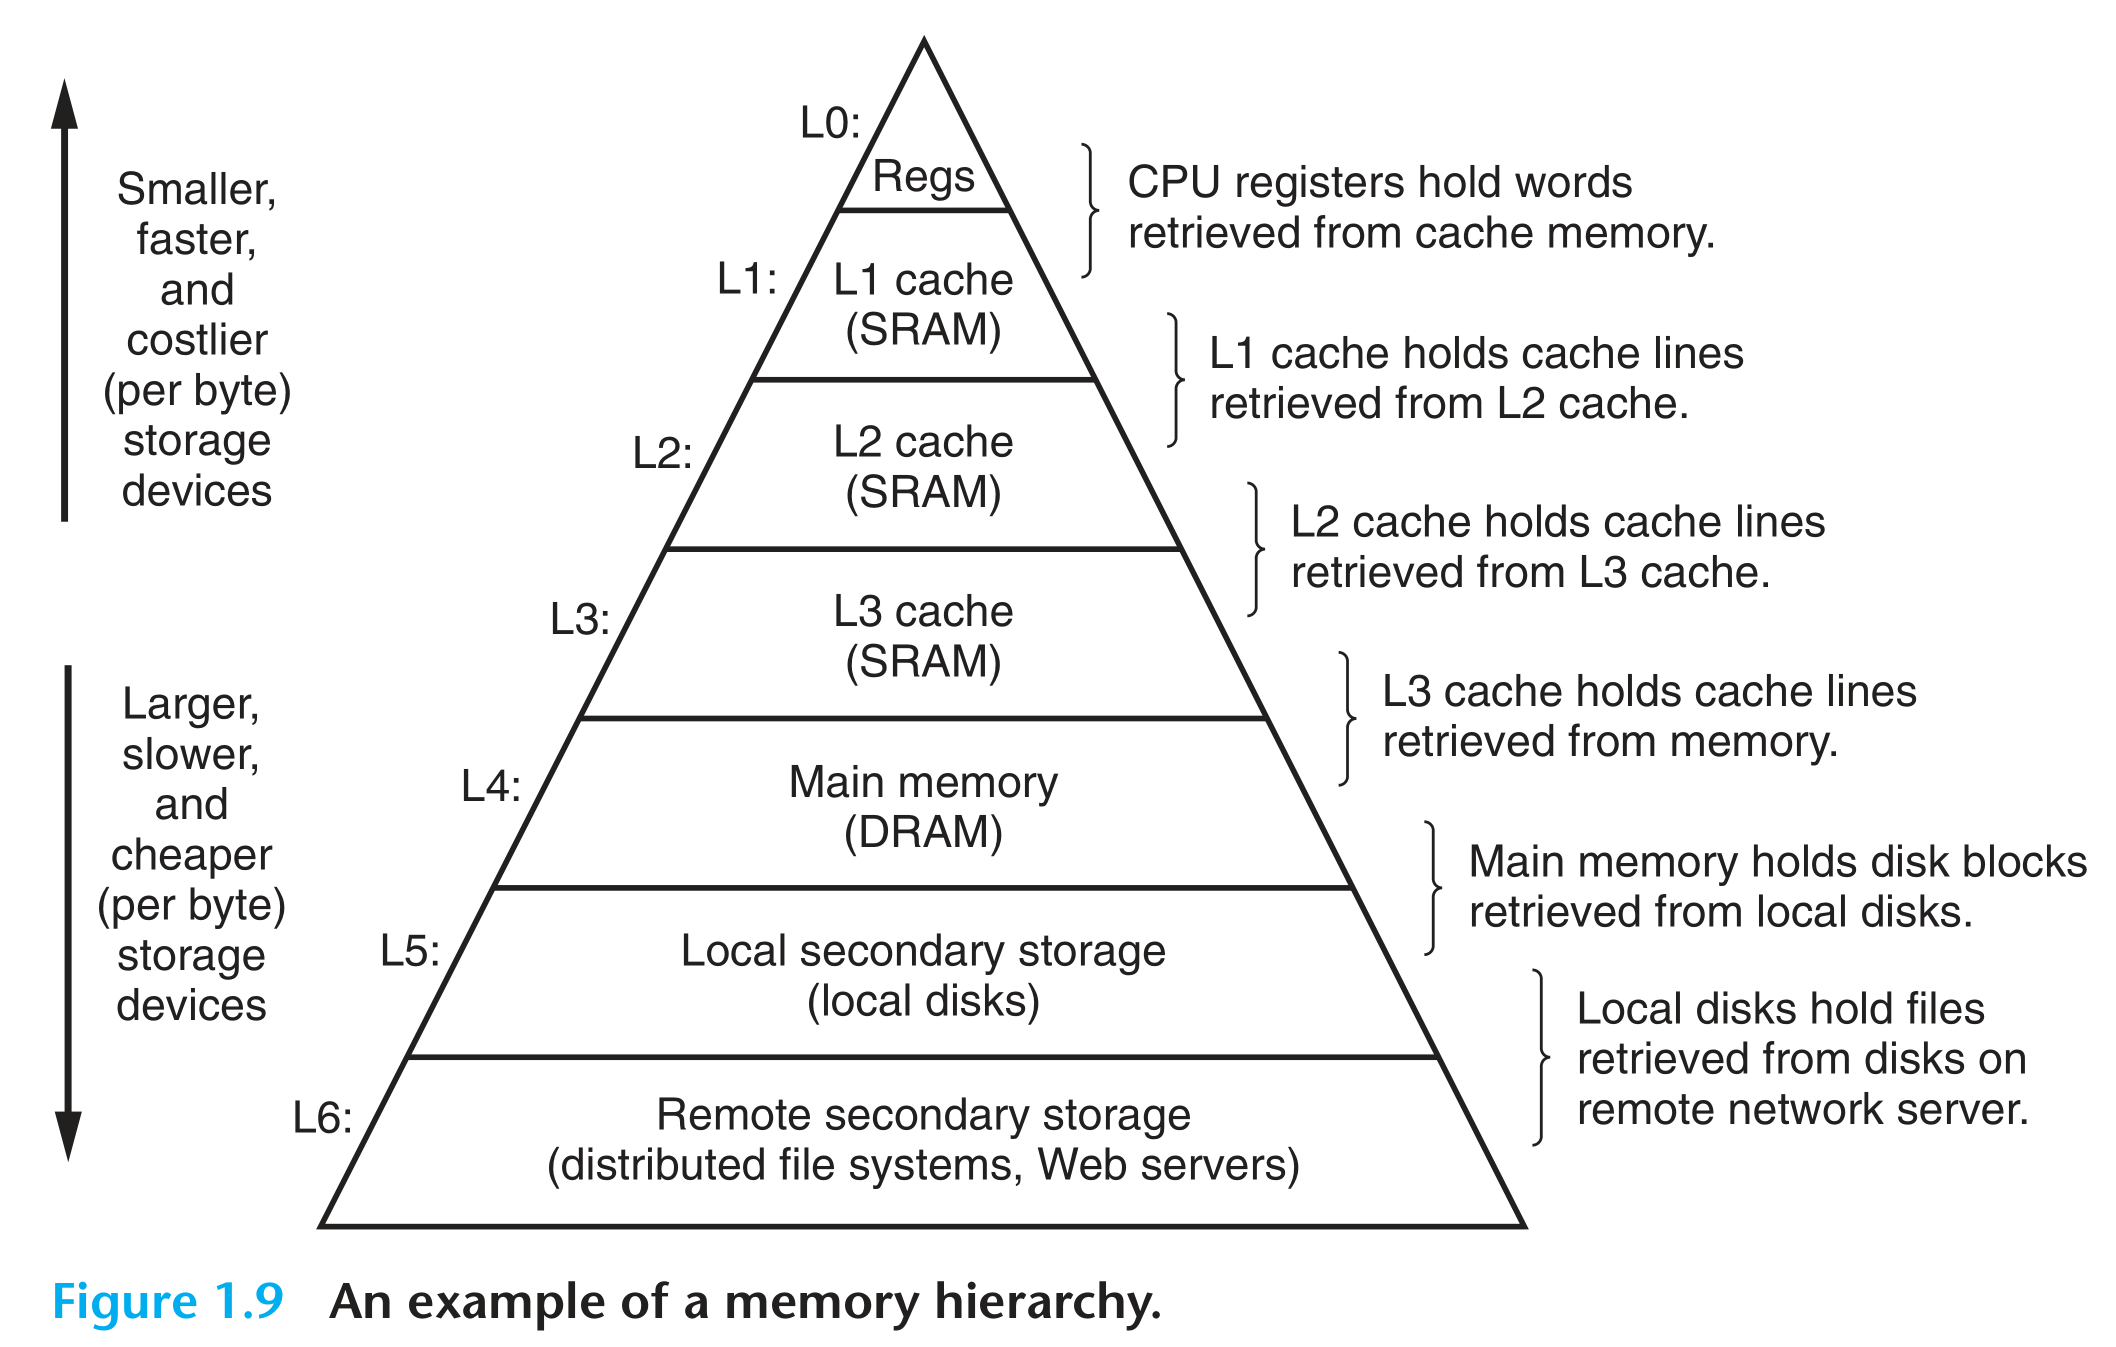 L0:
Regs
L1:
L1 cache
(SRAM)
L2:
L2 cache
(SRAM)
L3:
L3 cache
(SRAM)
L4:
Main memory
(DRAM)
L5:
Local secondary storage
(local disks)
L6:
Remote secondary storage
(distributed file systems, Web servers)
Smaller,
faster,
and
costlier
(per byte)
storage
devices
Larger,
slower,
and
cheaper
(per byte)
storage
devices
CPU registers hold words
retrieved from cache memory.
L1 cache holds cache lines
retrieved from L2 cache.
L2 cache holds cache lines
retrieved from L3 cache.
L3 cache holds cache lines
retrieved from memory.
Main memory holds disk blocks
retrieved from local disks.
Local disks hold files
retrieved from disks on
remote network server.
Figure 1.9 An example of a memory hierarchy.